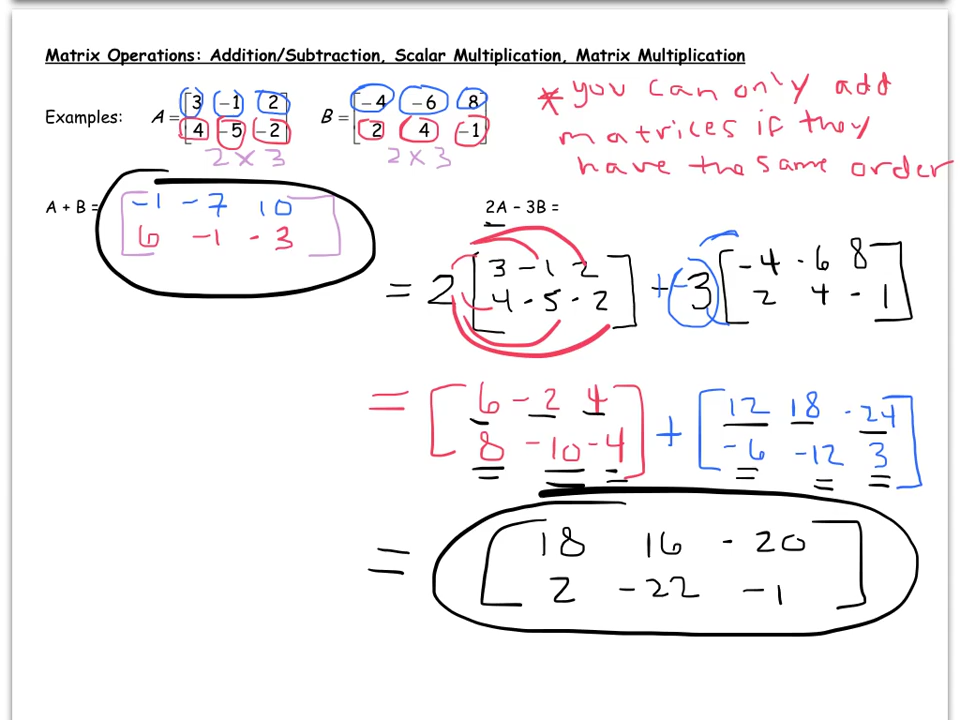 Matrix Operations: Addition/Subtraction, Scalar Multiplication, Matrix Multiplication
Examples: A = [3 -1 2
4 -5 -2]
2 x 3
B = [-4 -6 8
2 4 -1]
2 x 3
* you can only add
matrices if they
have the same order
A + B = [-1 -7 10
6 -1 -3]
2A – 3B =
= 2 [3 -1 2
4 -5 -2] + -3 [-4 -6 8
2 4 -1]
= [6 -2 4
8 -10 -4] + [12 18 -24
-6 -12 3]
= [18 16 -20
2 -22 -1]